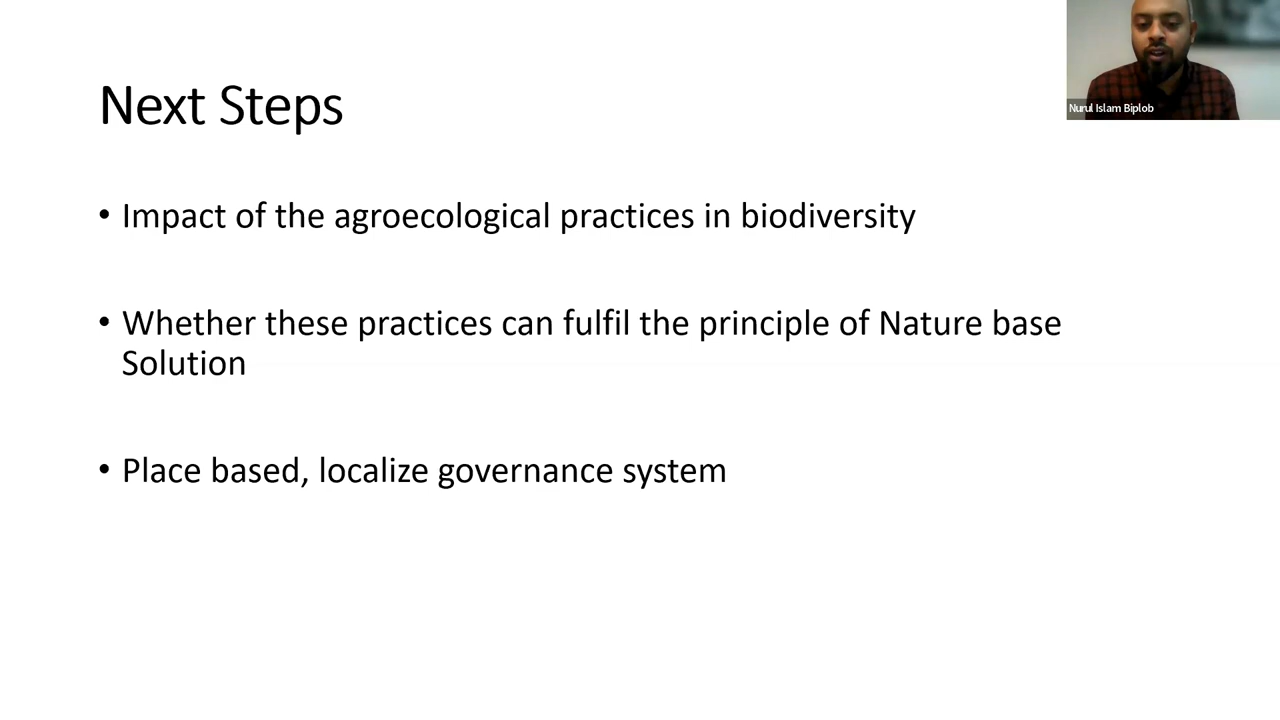 Next Steps
Nurul Islam Biplob
• Impact of the agroecological practices in biodiversity
• Whether these practices can fulfil the principle of Nature base
Solution
• Place based, localize governance system